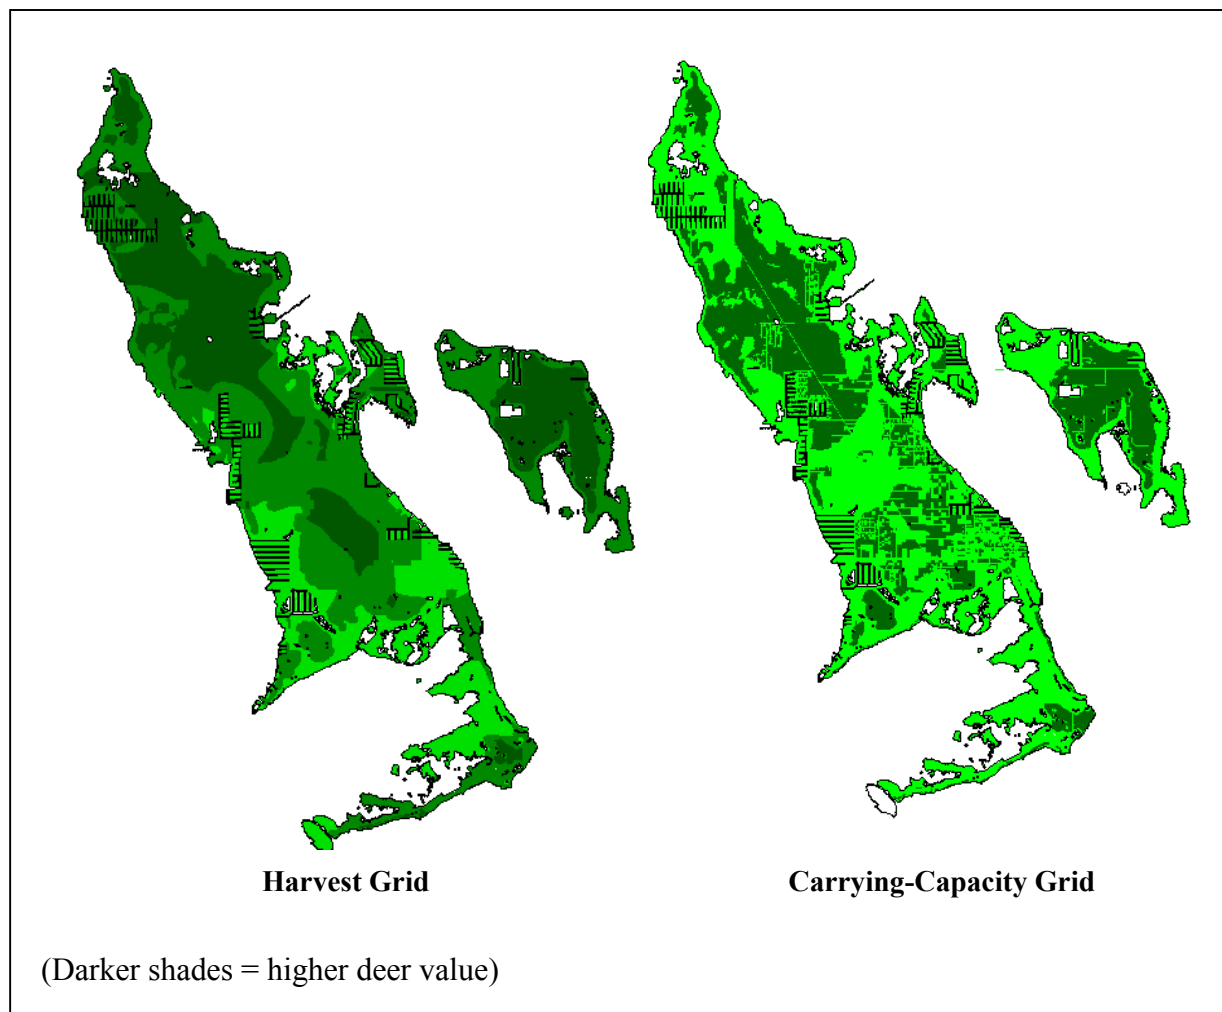 Harvest Grid
Carrying-Capacity Grid
(Darker shades = higher deer value)